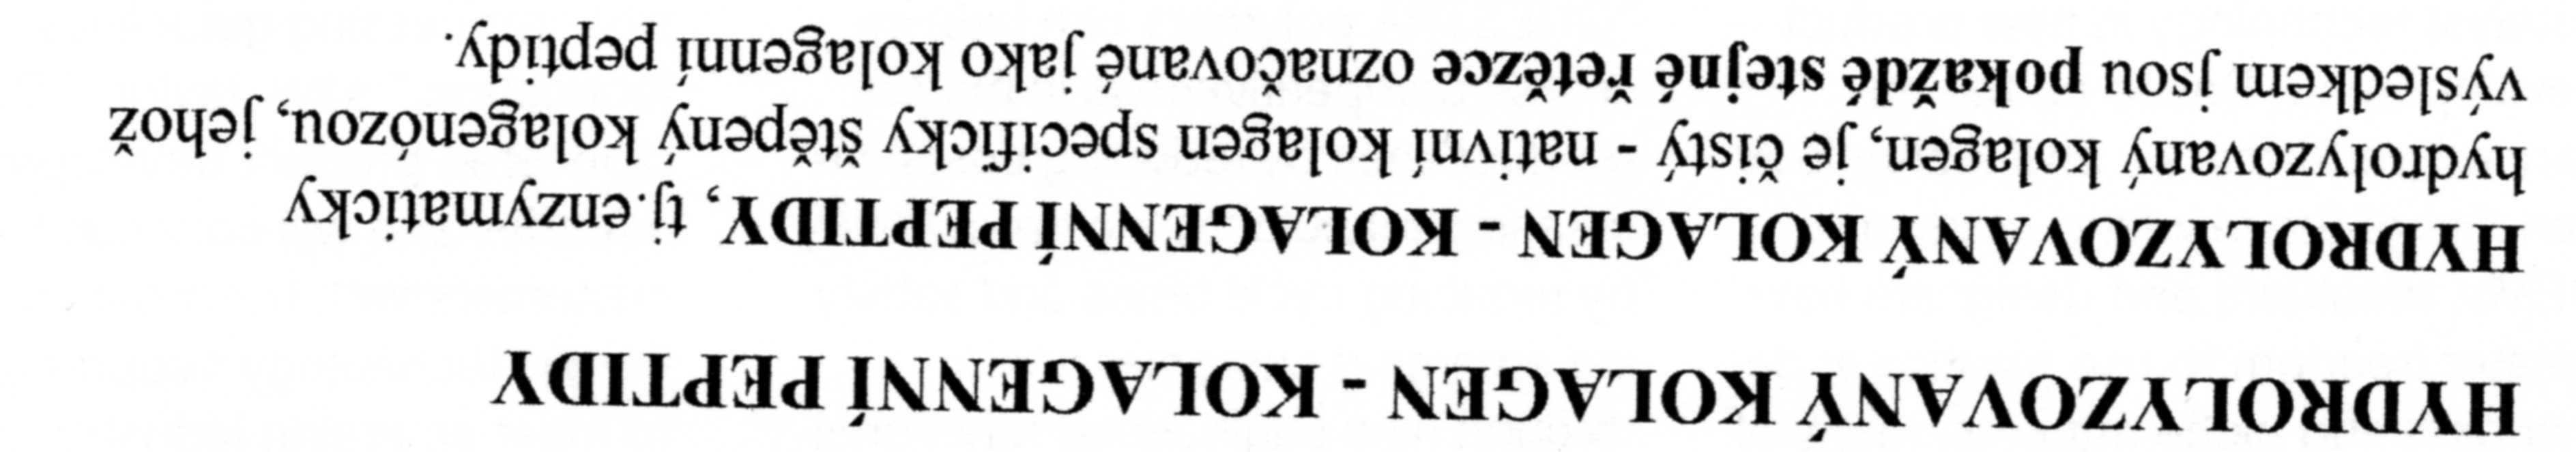 HYDROLYZOVANÝ KOLAGEN - KOLAGENNÍ PEPTIDY
HYDROLYZOVANÝ KOLAGEN - KOLAGENNÍ PEPTIDY, tj.enzymaticky
hydrolyzovaný kolagen, je čistý - nativní kolagen specificky štěpený kolagenózou, jehož
výsledkem jsou pokaždé stejné řetězce označované jako kolagenní peptidy.